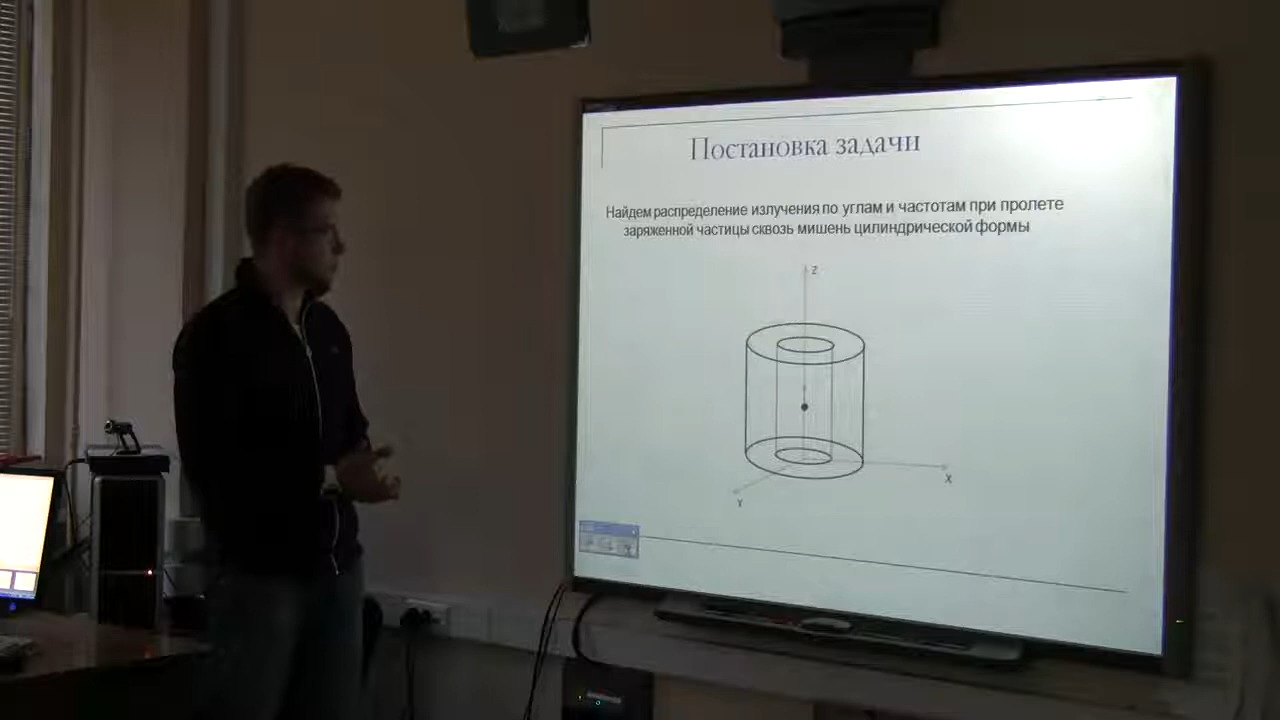 Постановка задачи
Найдем распределение излучения по углам и частотам при пролете
заряженной частицы сквозь мишень цилиндрической формы
Z
X
Y